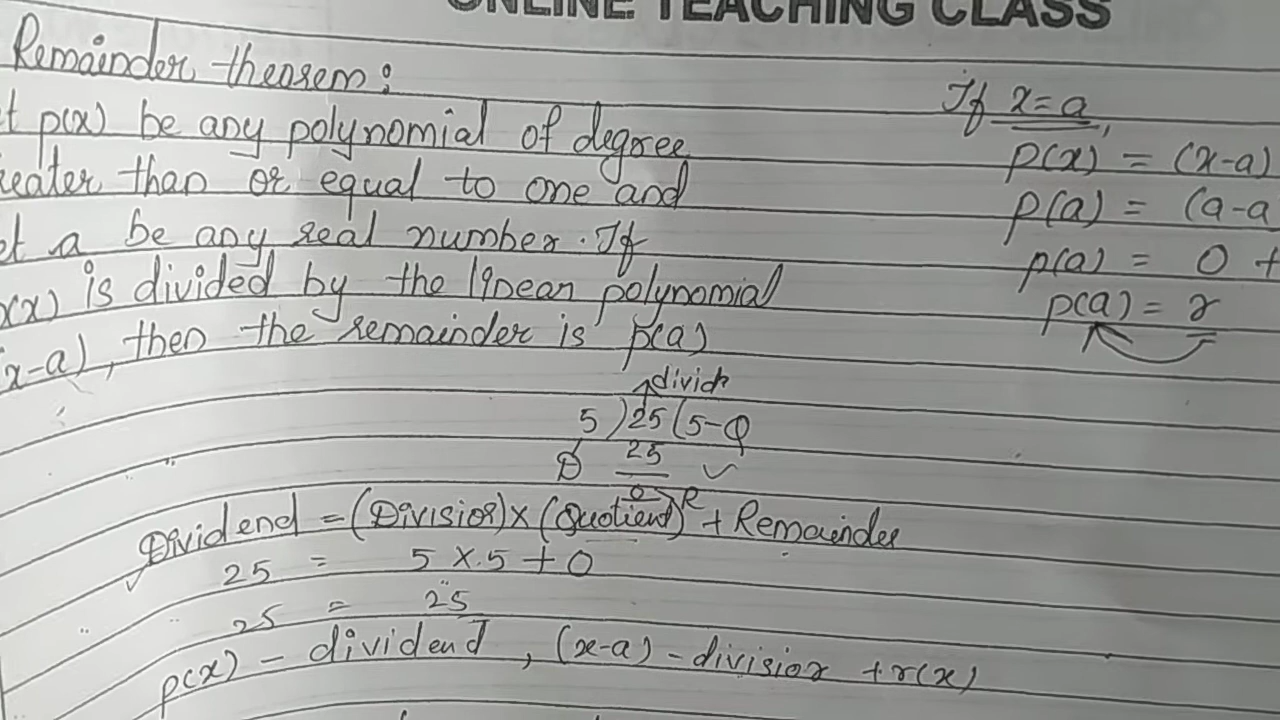 ONLINE TEACHING CLASS
Remainder theorem:
et p(x) be any polynomial of degree
reater than or equal to one and
et a be any real number. If
p(x) is divided by the linear polynomial
(x-a), then the remainder is p(a)
If x=a,
p(x) = (x-a)
p(a) = (a-a
p(a) = 0 +
p(a) = r
divid
5 ) 25 (5-Q
D 25 ✓
0 R
Dividend = (Divisior) x (Quotient) + Remainder
25 = 5 x 5 + 0
25 = 25
p(x) - dividend, (x-a) - divisior + r(x)